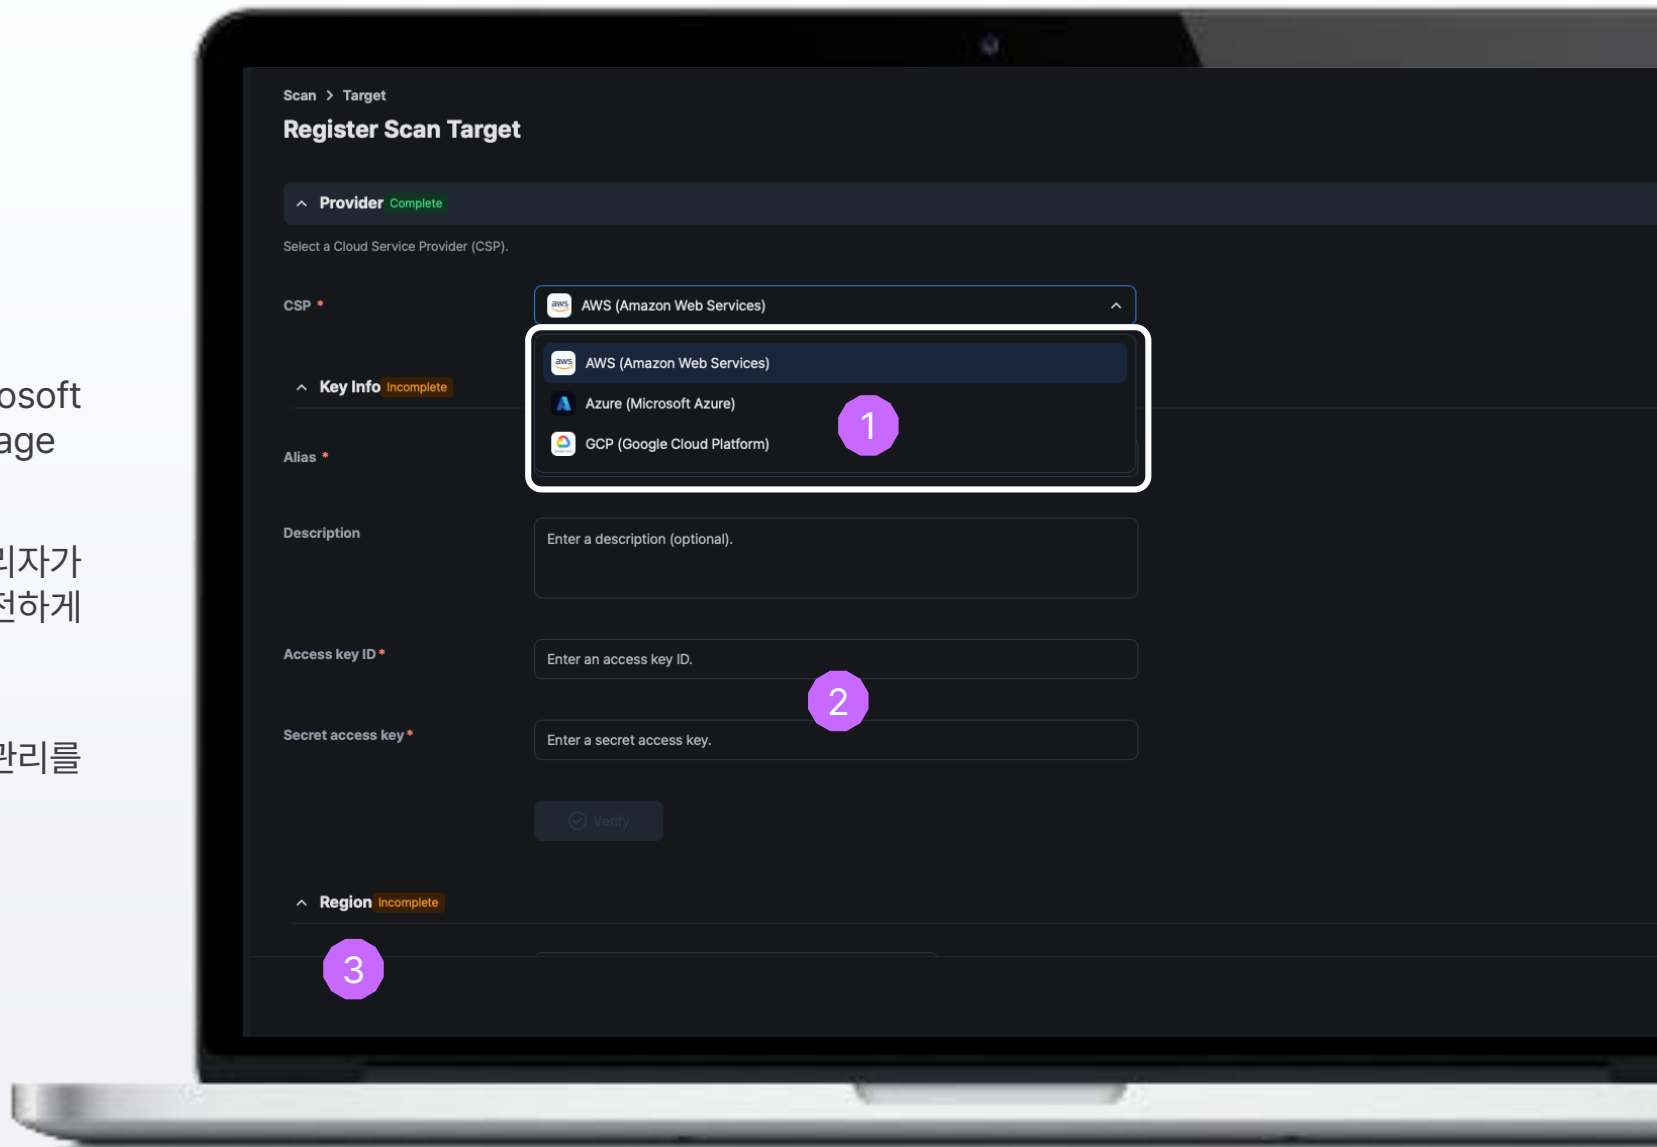 Scan > Target
Register Scan Target
Provider Complete
Select a Cloud Service Provider (CSP).
CSP *
aws AWS (Amazon Web Services)
aws AWS (Amazon Web Services)
Azure (Microsoft Azure)
GCP (Google Cloud Platform)
1
Key Info Incomplete
Alias *
Description
Enter a description (optional).
Access key ID *
Enter an access key ID.
2
Secret access key *
Enter a secret access key.
Verify
Region Incomplete
3
osoft
age
리자가
전하게
관리를